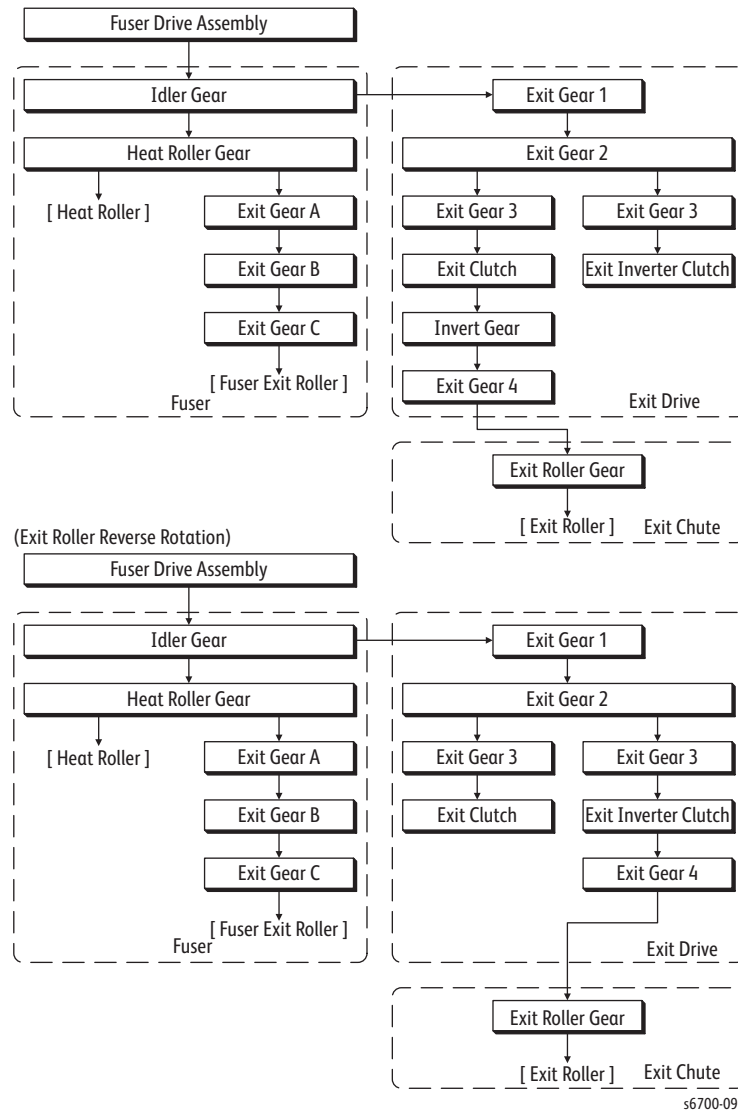 Fuser Drive Assembly
Idler Gear
Exit Gear 1
Heat Roller Gear
Exit Gear 2
[ Heat Roller ]
Exit Gear A
Exit Gear 3
Exit Gear 3
Exit Gear B
Exit Clutch
Exit Inverter Clutch
Exit Gear C
Invert Gear
[ Fuser Exit Roller ]
Fuser
Exit Gear 4
Exit Drive
Exit Roller Gear
[ Exit Roller ]
Exit Chute
(Exit Roller Reverse Rotation)
Fuser Drive Assembly
Idler Gear
Exit Gear 1
Heat Roller Gear
Exit Gear 2
[ Heat Roller ]
Exit Gear A
Exit Gear 3
Exit Gear 3
Exit Gear B
Exit Clutch
Exit Inverter Clutch
Exit Gear C
Exit Gear 4
[ Fuser Exit Roller ]
Fuser
Exit Drive
Exit Roller Gear
[ Exit Roller ]
Exit Chute
s6700-09